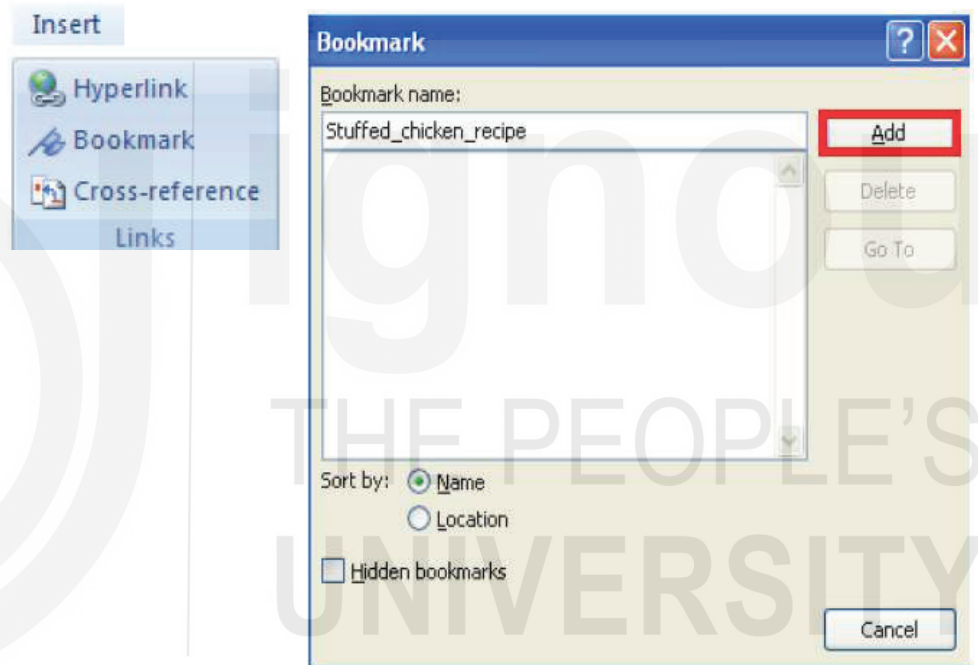 Insert
Hyperlink
Bookmark
Cross-reference
Links
Bookmark
?
Bookmark name:
Stuffed_chicken_recipe
Add
Delete
Go To
Sort by:
Name
Location
Hidden bookmarks
Cancel
ignou
THE PEOPLE'S
UNIVERSITY